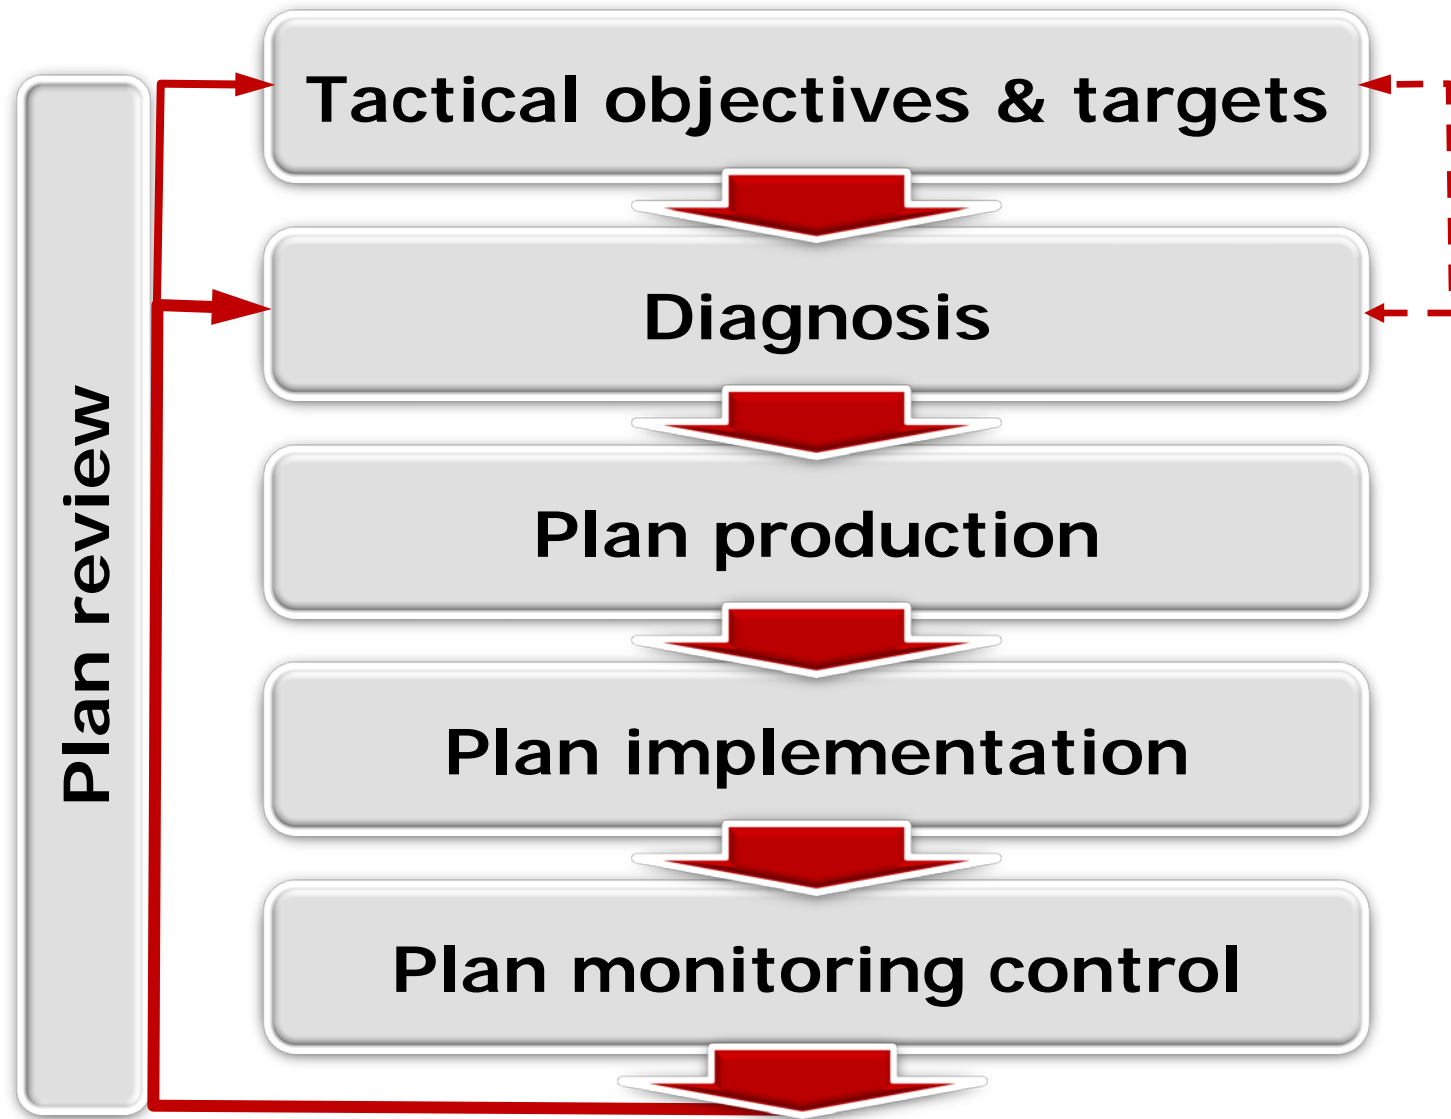 Tactical objectives & targets
Diagnosis
Plan production
Plan implementation
Plan monitoring control
Plan review